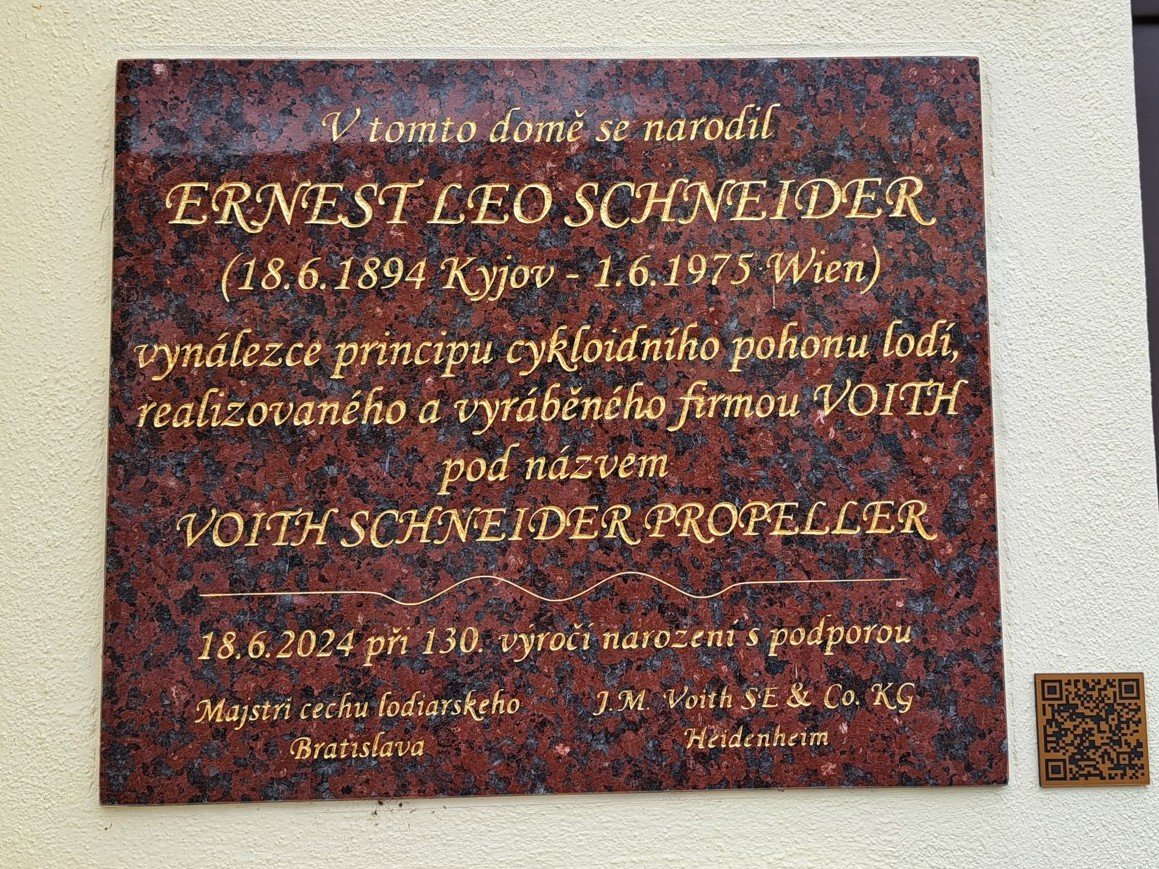 V tomto domě se narodil
ERNEST LEO SCHNEIDER
(18.6.1894 Kyjov - 1.6.1975 Wien)
vynálezce principu cykloidního pohonu lodí,
realizovaného a vyráběného firmou VOITH
pod názvem
VOITH SCHNEIDER PROPELLER
18.6.2024 při 130. výročí narození s podporou
Majstri cechu lodiarskeho
Bratislava
J.M. Voith SE & Co. KG
Heidenheim